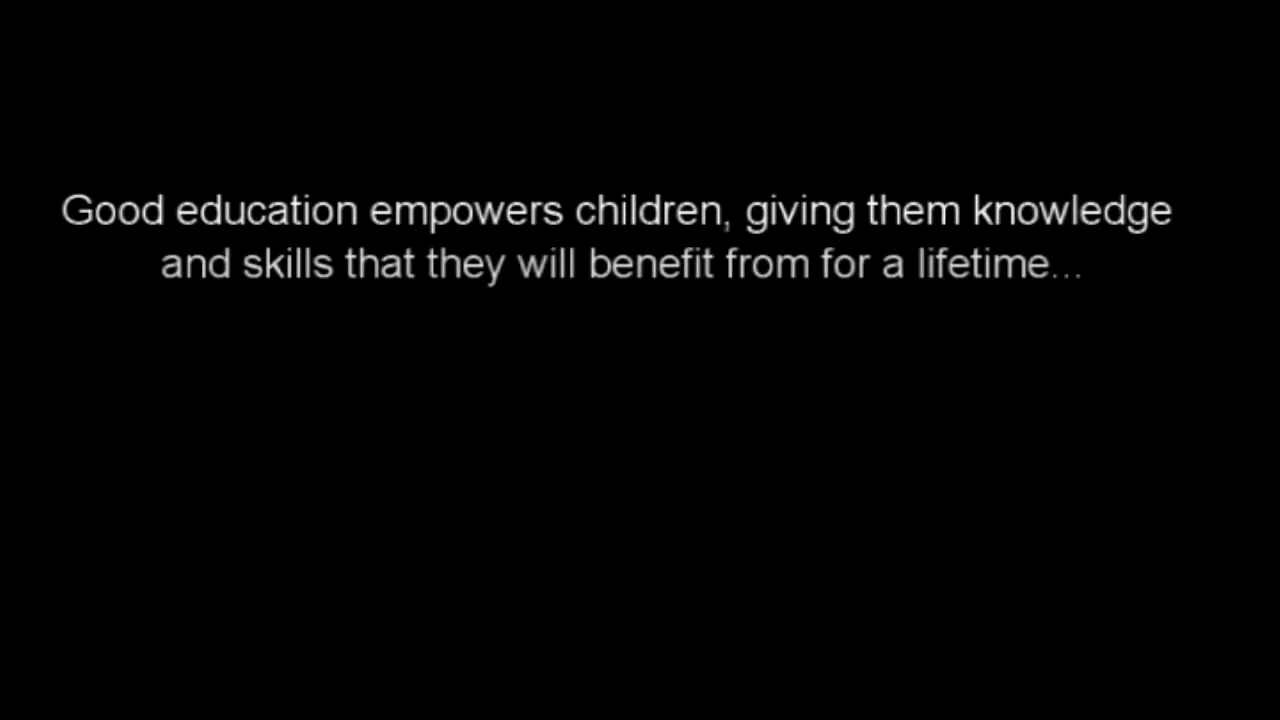 Good education empowers children, giving them knowledge
and skills that they will benefit from for a lifetime...